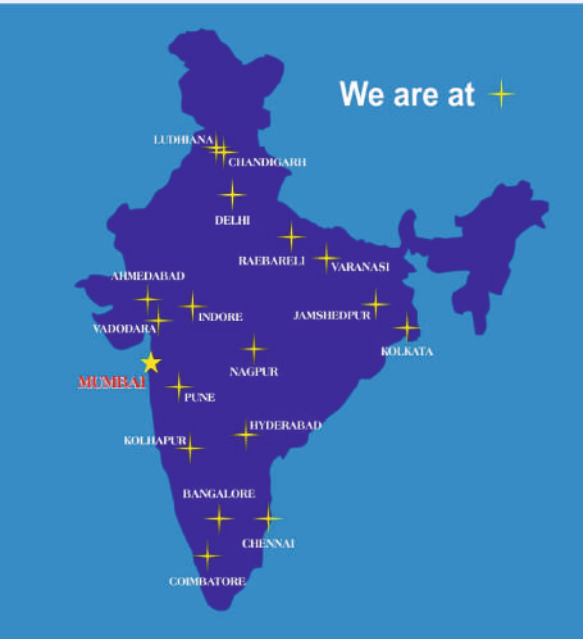 We are at
LUDHIANA
CHANDIGARH
DELHI
RAEBARELI
VARANASI
AHMEDABAD
VADODARA
INDORE
JAMSHEDPUR
KOLKATA
NAGPUR
MUMBAI
PUNE
HYDERABAD
KOLHAPUR
BANGALORE
CHENNAI
COIMBATORE